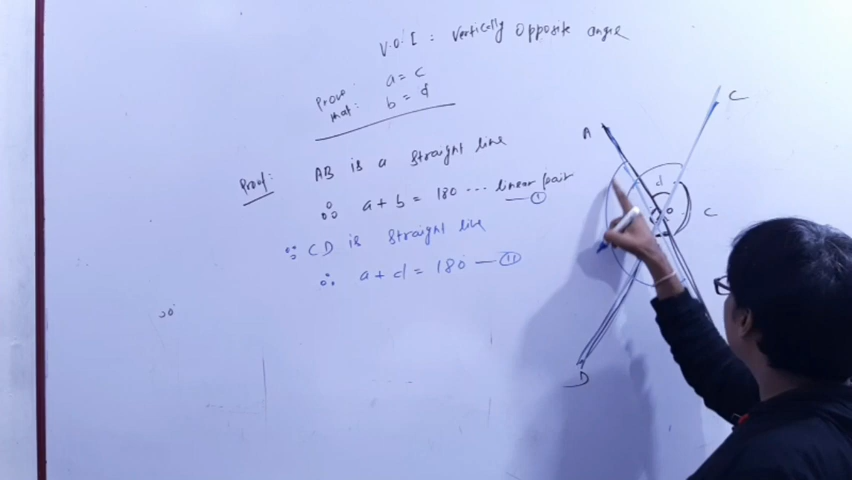 V.O.I : Vertically opposite angle
Prove that: a = c
b = d
Proof: AB is a straight line
∴ a + b = 180 ... linear pair — ①
∵ CD is straight line
∴ a + d = 180° — ⑪
A
C
d
O
C
D